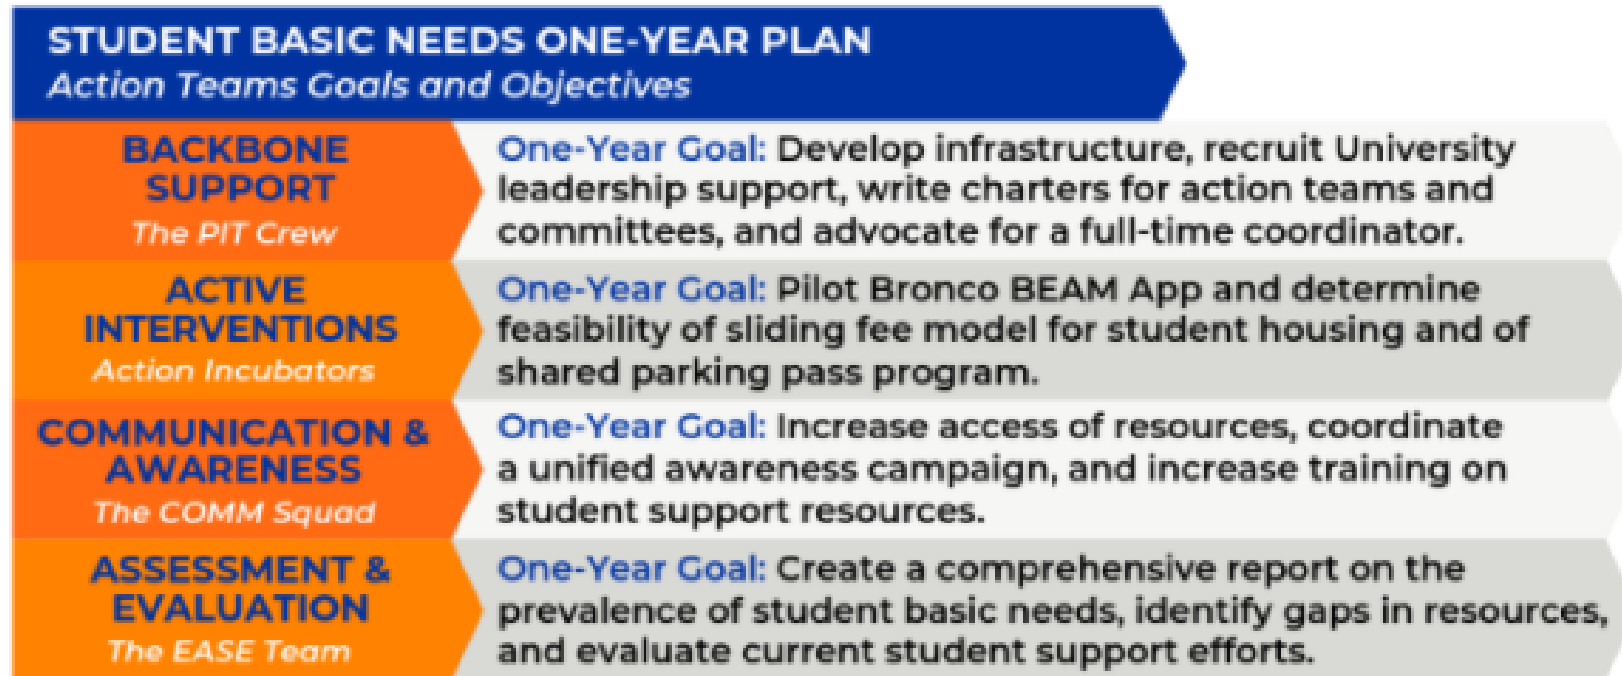 STUDENT BASIC NEEDS ONE-YEAR PLAN
Action Teams Goals and Objectives
BACKBONE
SUPPORT
The PIT Crew
One-Year Goal: Develop infrastructure, recruit University
leadership support, write charters for action teams and
committees, and advocate for a full-time coordinator.
ACTIVE
INTERVENTIONS
Action Incubators
One-Year Goal: Pilot Bronco BEAM App and determine
feasibility of sliding fee model for student housing and of
shared parking pass program.
COMMUNICATION &
AWARENESS
The COMM Squad
One-Year Goal: Increase access of resources, coordinate
a unified awareness campaign, and increase training on
student support resources.
ASSESSMENT &
EVALUATION
The EASE Team
One-Year Goal: Create a comprehensive report on the
prevalence of student basic needs, identify gaps in resources,
and evaluate current student support efforts.